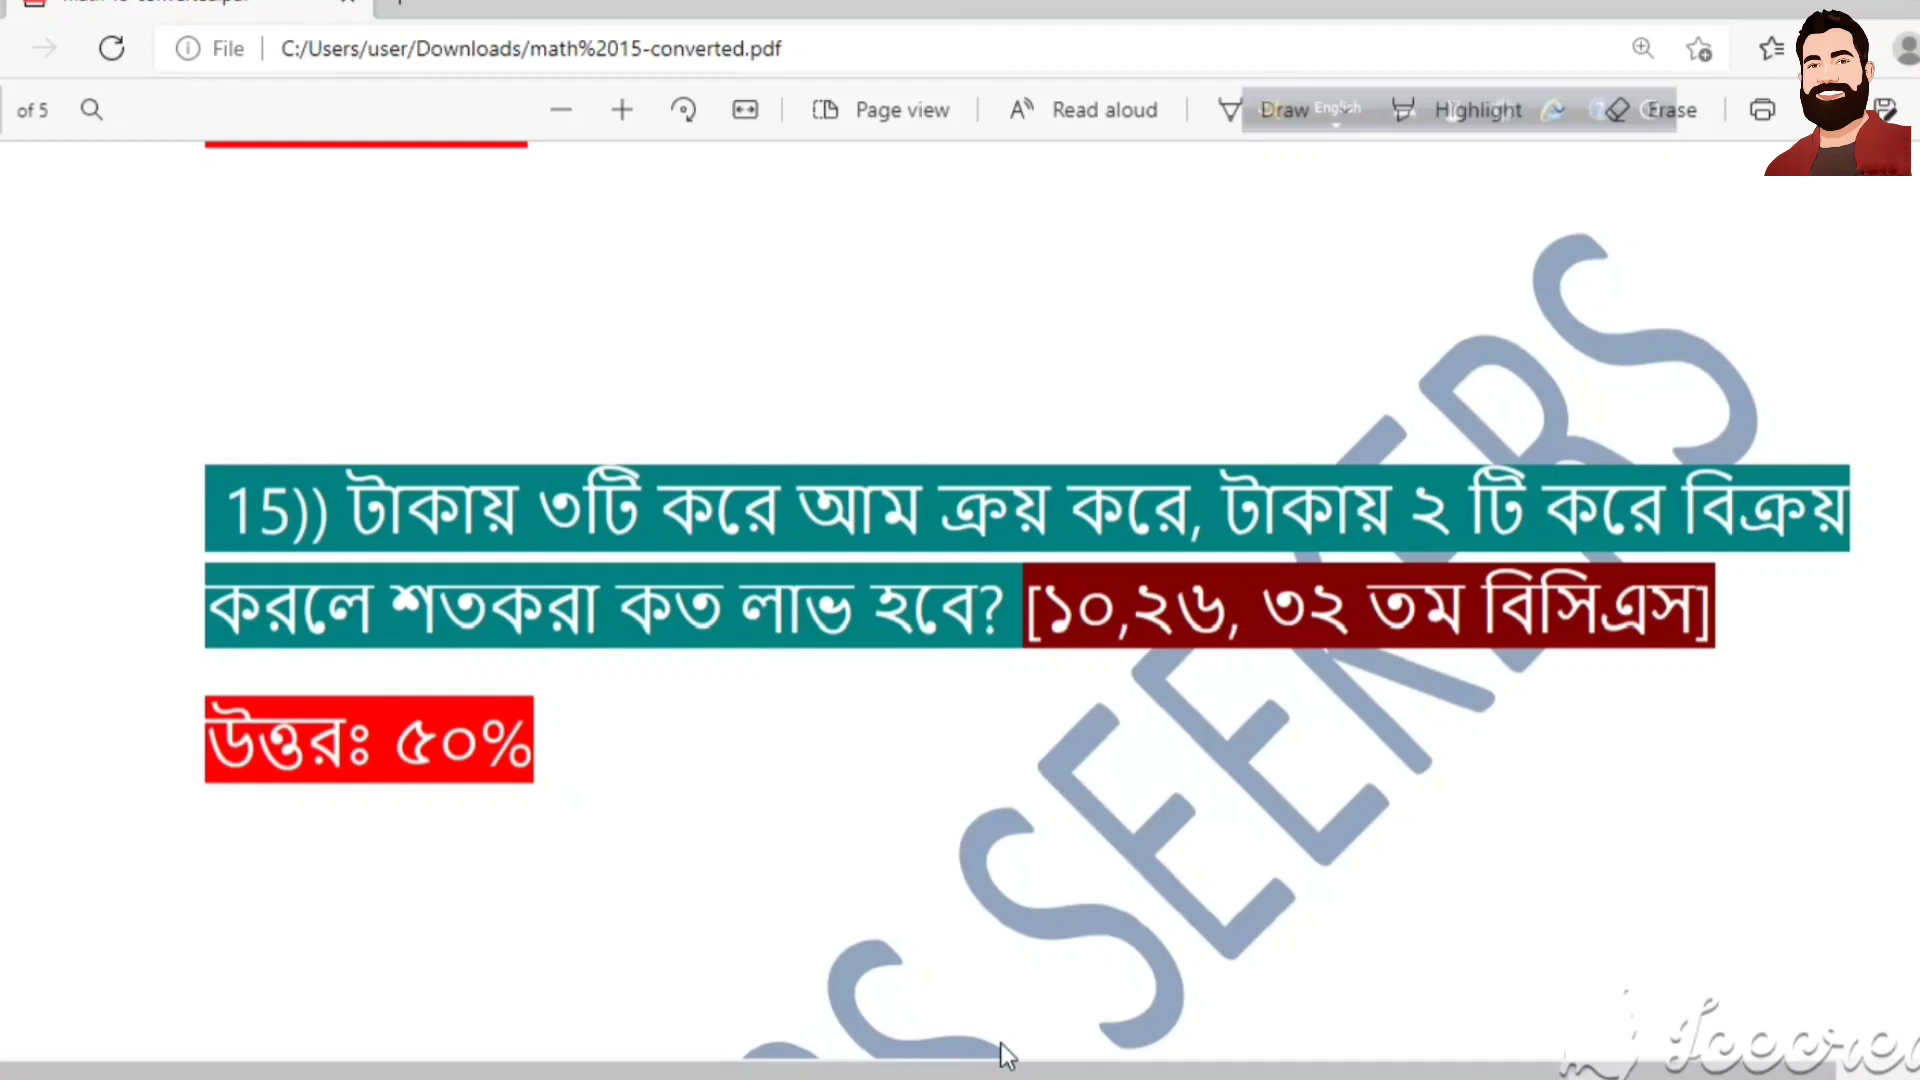 File C:/Users/user/Downloads/math%2015-converted.pdf
of 5 Page view Read aloud Draw English Highlight Erase
15)) টাকায় ৩টি করে আম ক্রয় করে, টাকায় ২ টি করে বিক্রয়
করলে শতকরা কত লাভ হবে? [১০,২৬, ৩২ তম বিসিএস]
উত্তরঃ ৫০%
S SEEKERS